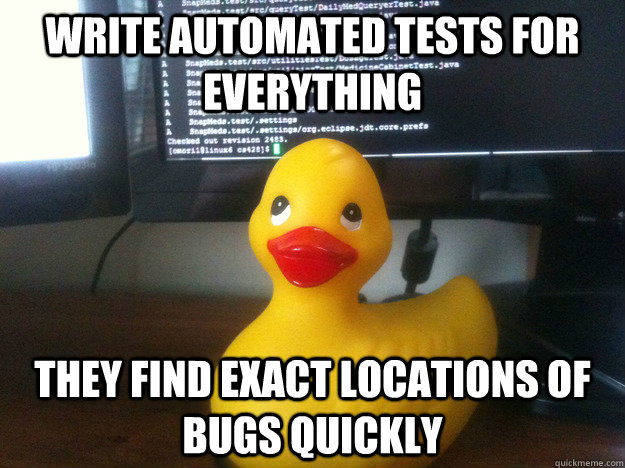 A SnapMeds.test/src/queryTest/DailyMedQueryerTest.java
WRITE AUTOMATED TESTS FOR
EVERYTHING
A SnapMeds.test/.settings
A SnapMeds.test/.settings/org.eclipse.jdt.core.prefs
Checked out revision 2483.
[omori1@linux6 cs428]$
THEY FIND EXACT LOCATIONS OF
BUGS QUICKLY
quickmeme.com